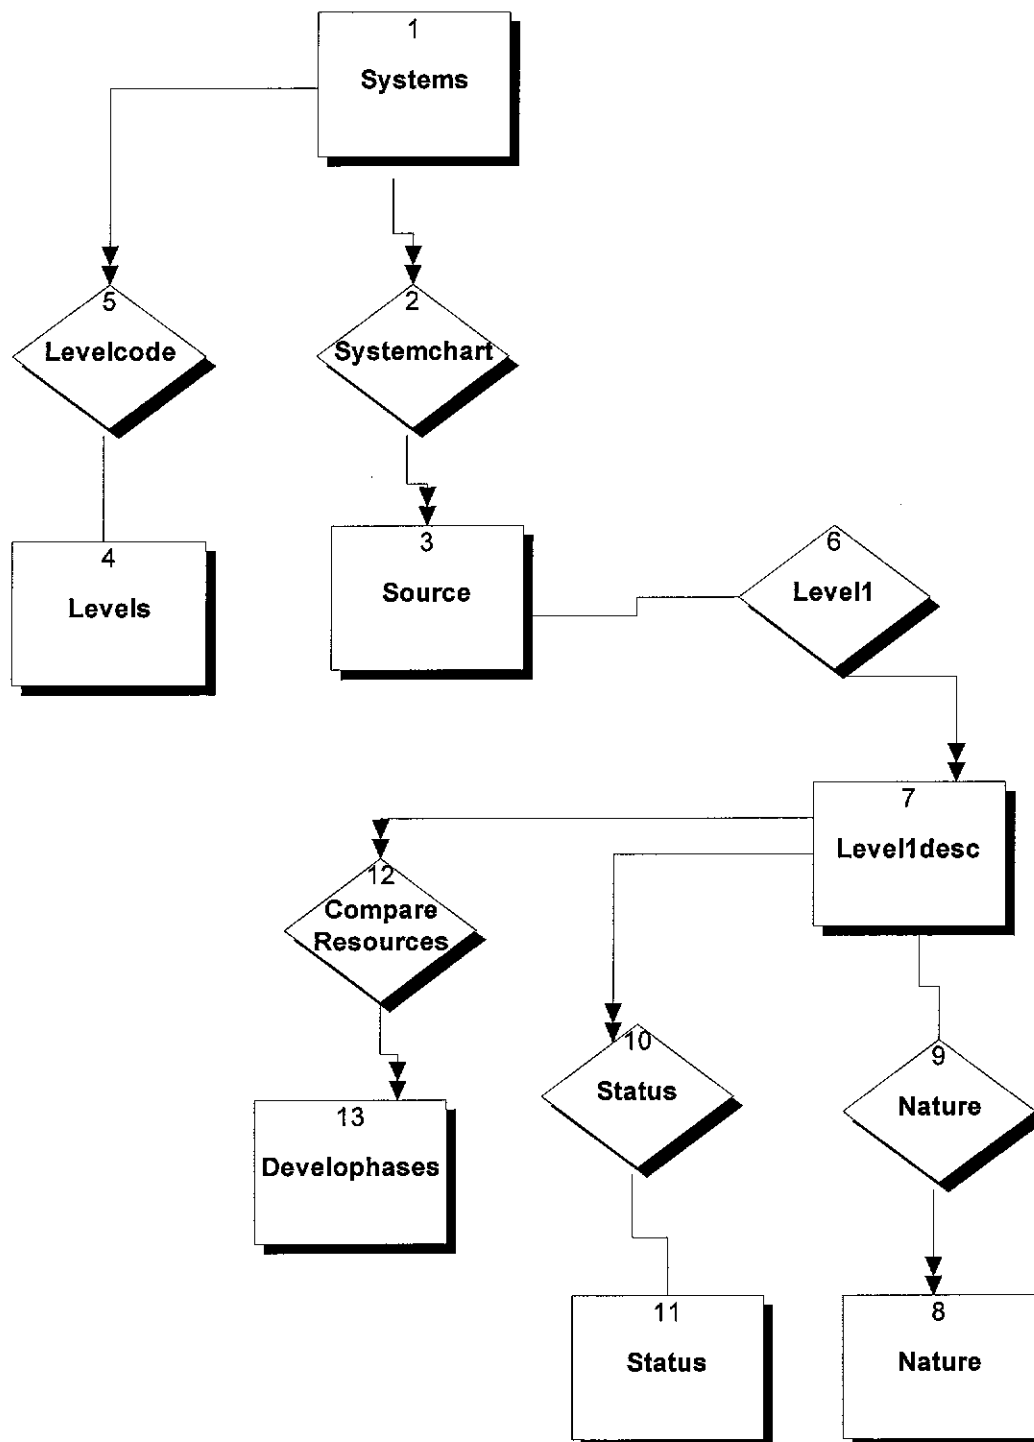 1
Systems
5
Levelcode
2
Systemchart
4
Levels
3
Source
6
Level1
7
Level1desc
12
Compare
Resources
10
Status
9
Nature
13
Develophases
11
Status
8
Nature